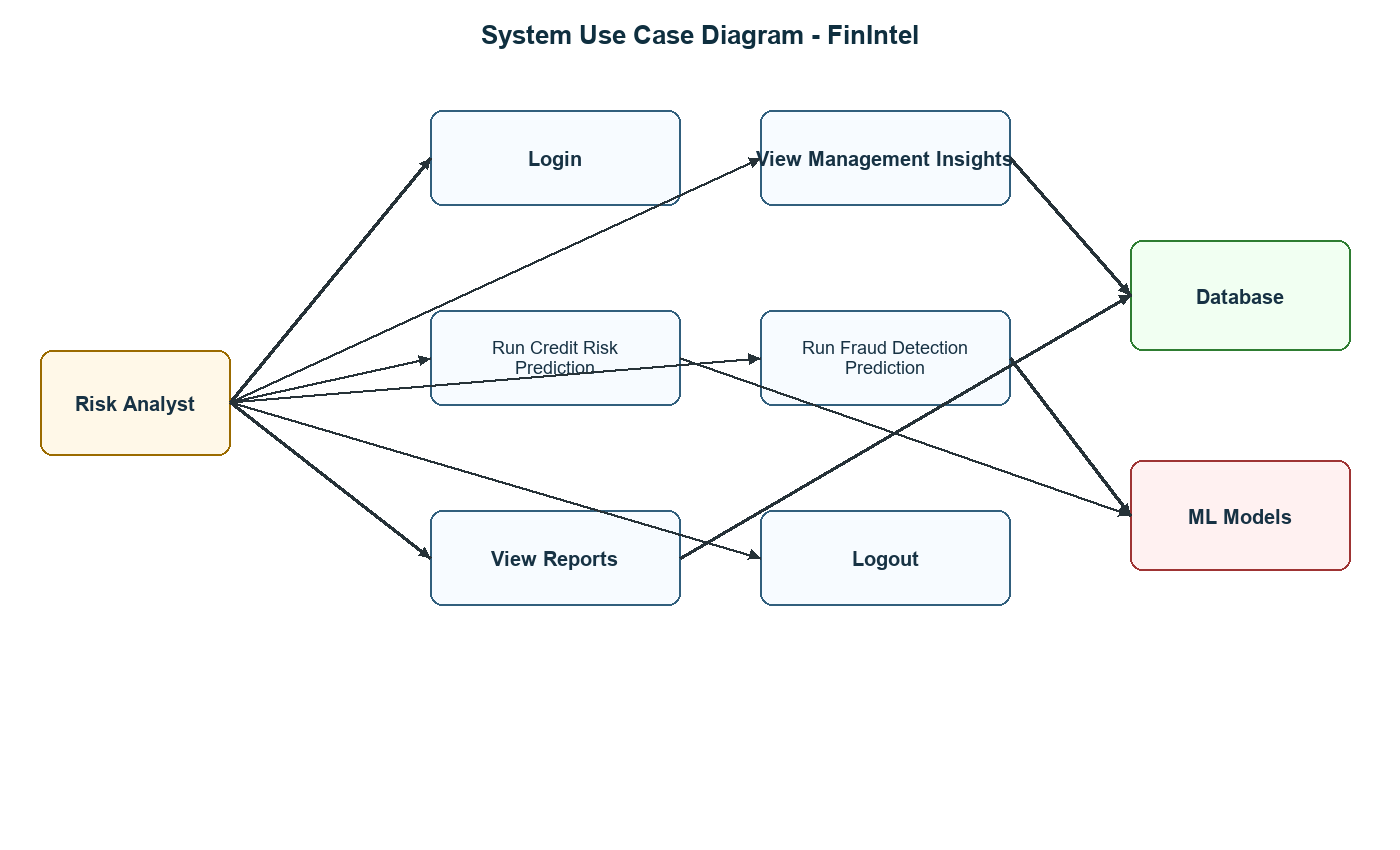 System Use Case Diagram - FinIntel
Login
View Management Insights
Database
Run Credit Risk
Prediction
Run Fraud Detection
Prediction
Risk Analyst
ML Models
View Reports
Logout